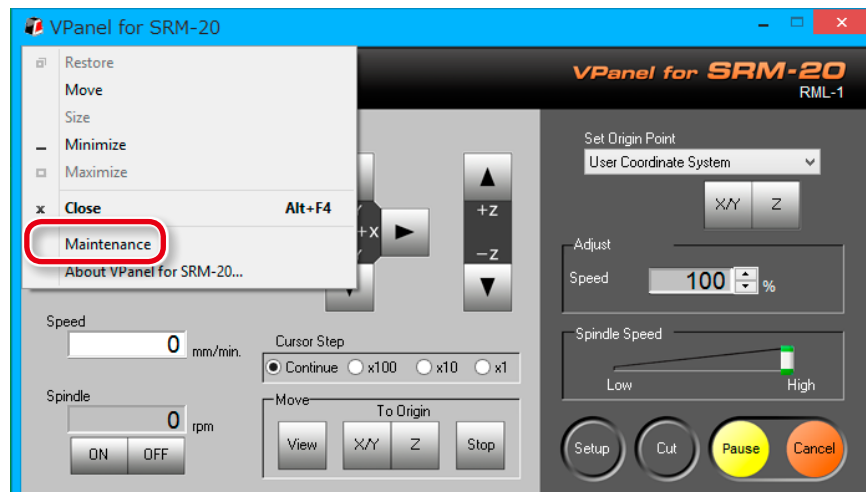 VPanel for SRM-20
Restore
Move
Size
Minimize
Maximize
x Close Alt+F4
Maintenance
About VPanel for SRM-20...
VPanel for SRM-20
RML-1
+x
+Z
-Z
Speed
0 mm/min.
Spindle
0 rpm
ON OFF
Cursor Step
Continue x100 x10 x1
Move
To Origin
View X/Y Z Stop
Set Origin Point
User Coordinate System
X/Y Z
Adjust
Speed 100 %
Spindle Speed
Low High
Setup Cut Pause Cancel